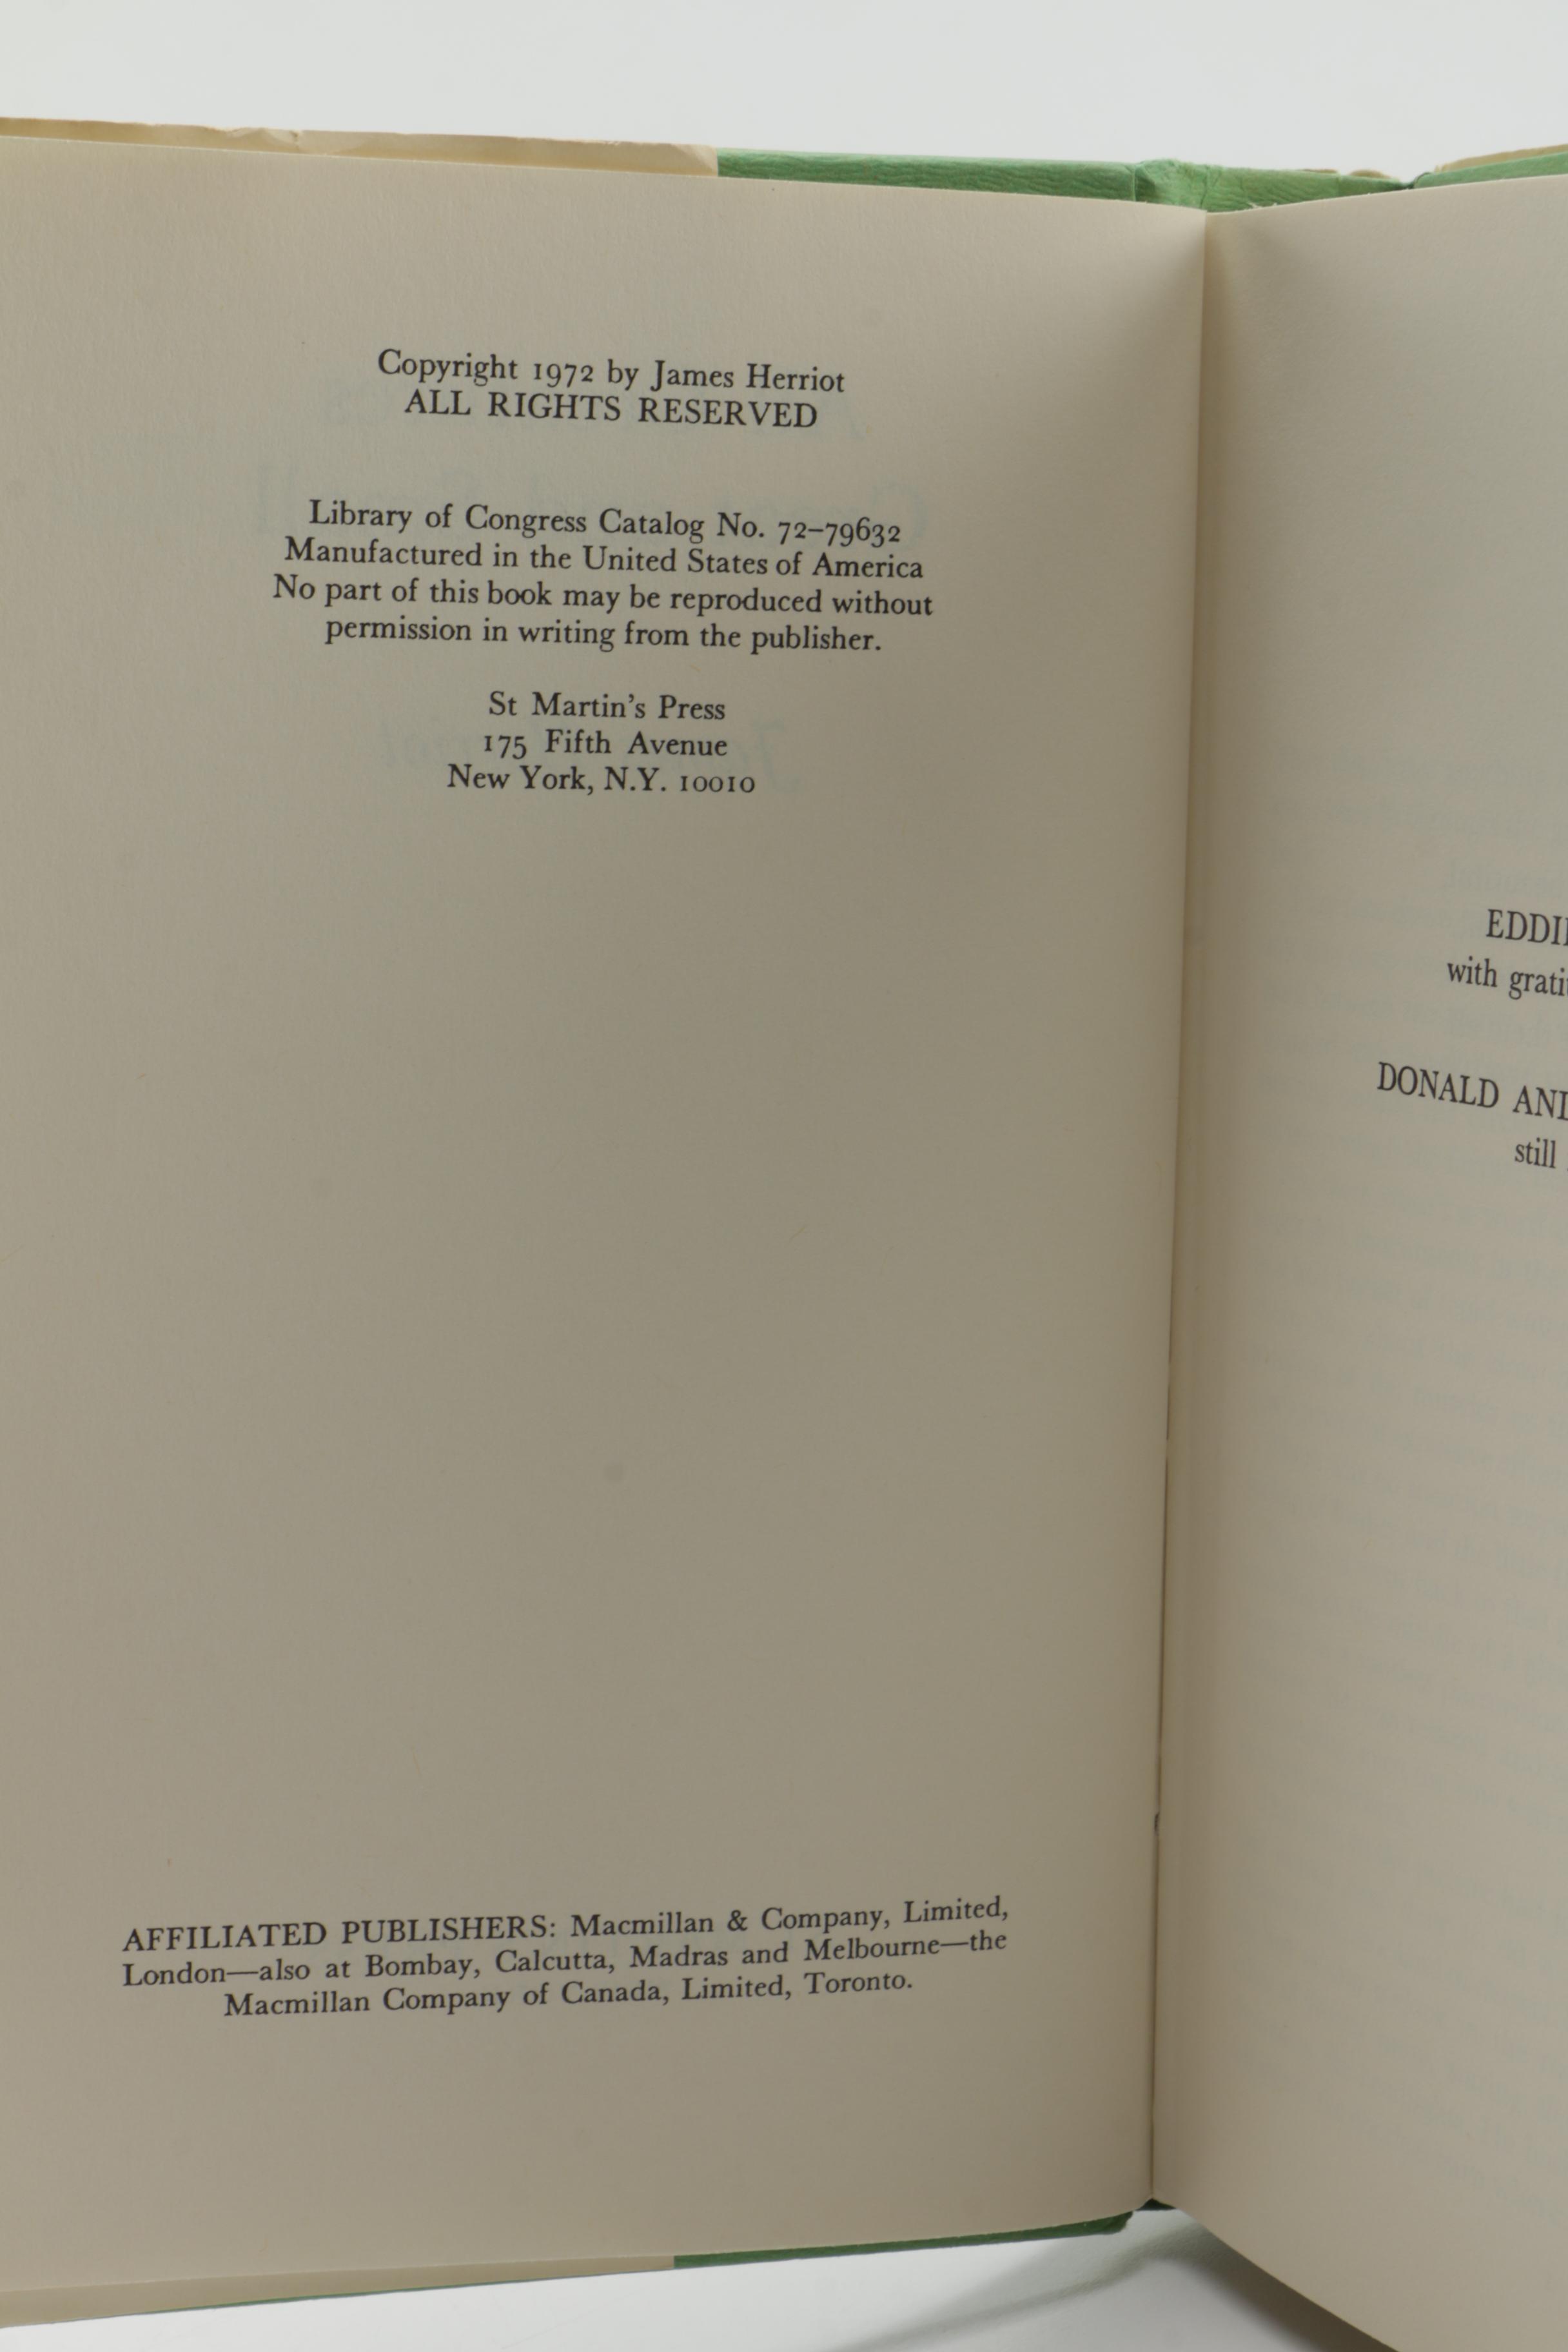 Copyright 1972 by James Herriot
ALL RIGHTS RESERVED
Library of Congress Catalog No. 72–79632
Manufactured in the United States of America
No part of this book may be reproduced without
permission in writing from the publisher.
St Martin's Press
175 Fifth Avenue
New York, N.Y. 10010
AFFILIATED PUBLISHERS: Macmillan & Company, Limited,
London—also at Bombay, Calcutta, Madras and Melbourne—the
Macmillan Company of Canada, Limited, Toronto.
with
DONALD
still